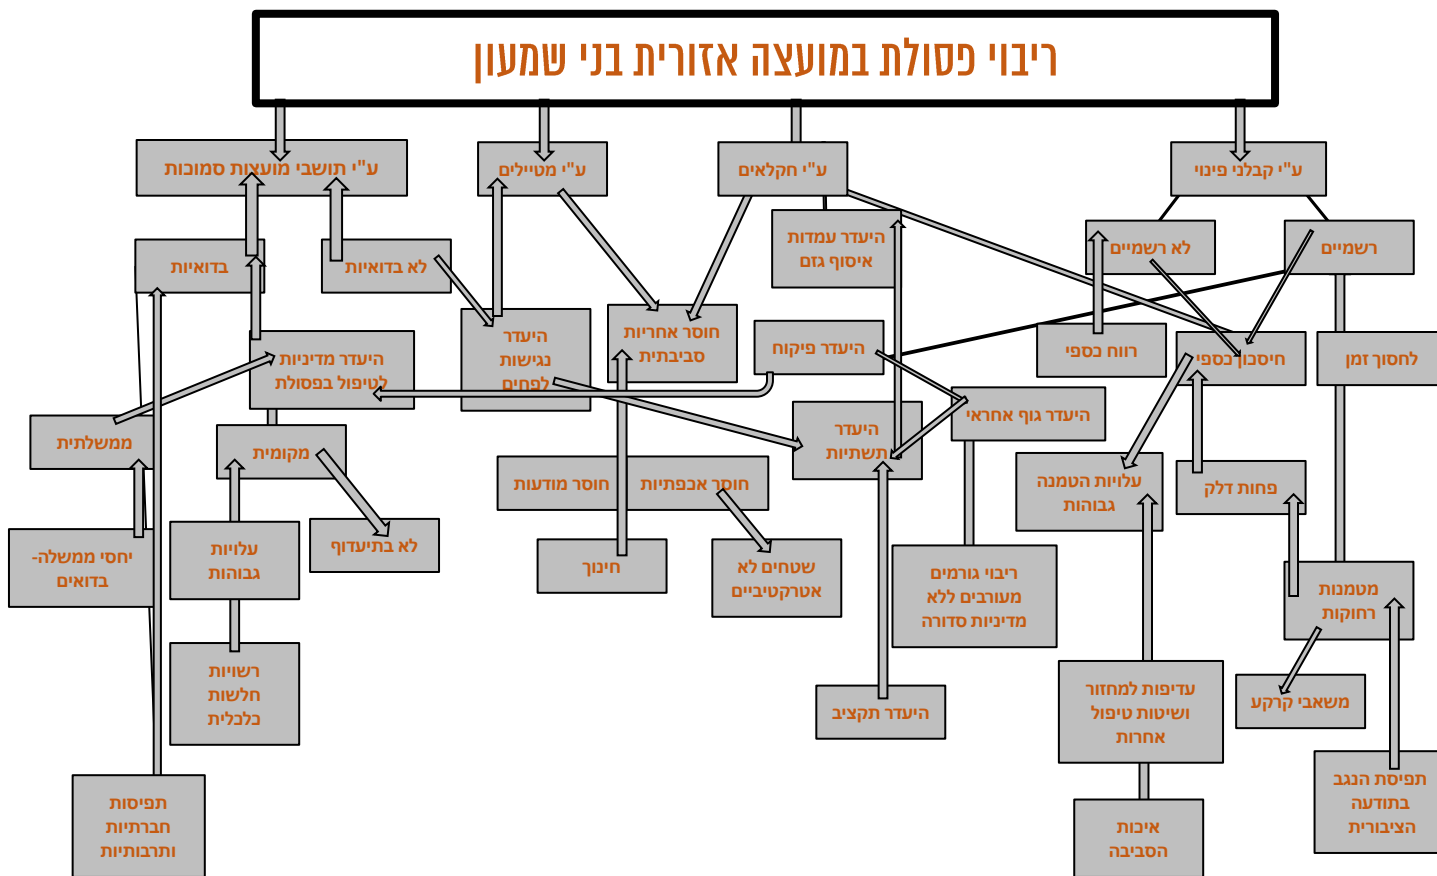 ריבוי פסולת במועצה אזורית בני שמעון
ע"י קבלני פינוי
ע"י חקלאים
ע"י מטיילים
ע"י תושבי מועצות סמוכות
רשמיים
לא רשמיים
היעדר עמדות
איסוף גזם
לא בדואיות
בדואיות
לחסוך זמן
חיסכון כספי
רווח כספי
היעדר פיקוח
חוסר אחריות
סביבתית
היעדר
נגישות
לפחים
היעדר מדיניות
לטיפול בפסולת
היעדר גוף אחראי
היעדר
תשתיות
מקומית
ממשלתית
פחות דלק
עלויות הטמנה
גבוהות
חוסר אכפתיות
חוסר מודעות
לא בתיעדוף
עלויות
גבוהות
יחסי ממשלה-
בדואים
מטמנות
רחוקות
ריבוי גורמים
מעורבים ללא
מדיניות סדורה
שטחים לא
אטרקטיביים
חינוך
משאבי קרקע
עדיפות למחזור
ושיטות טיפול
אחרות
היעדר תקציב
רשויות
חלשות
כלכלית
תפיסת הנגב
בתודעה
הציבורית
איכות
הסביבה
תפיסות
חברתיות
ותרבותיות